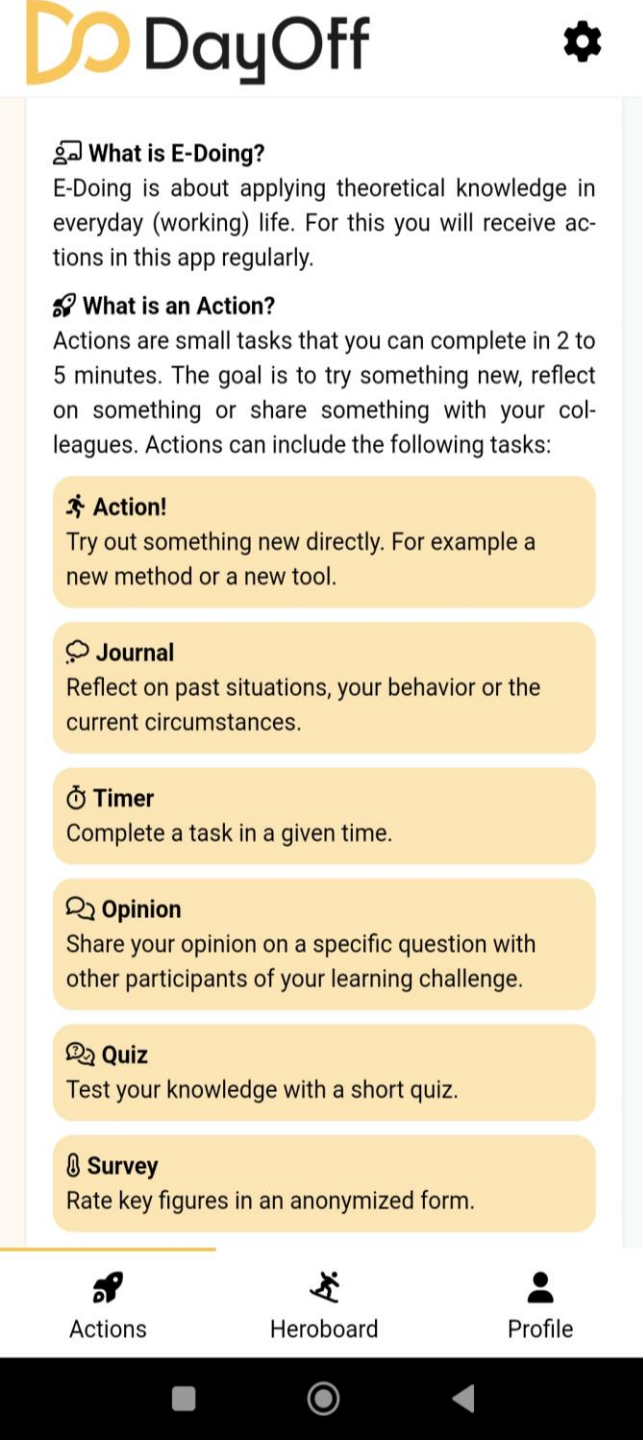 DayOff
What is E-Doing?
E-Doing is about applying theoretical knowledge in
everyday (working) life. For this you will receive ac-
tions in this app regularly.
What is an Action?
Actions are small tasks that you can complete in 2 to
5 minutes. The goal is to try something new, reflect
on something or share something with your col-
leagues. Actions can include the following tasks:
Action!
Try out something new directly. For example a
new method or a new tool.
Journal
Reflect on past situations, your behavior or the
current circumstances.
Timer
Complete a task in a given time.
Opinion
Share your opinion on a specific question with
other participants of your learning challenge.
Quiz
Test your knowledge with a short quiz.
Survey
Rate key figures in an anonymized form.
Actions
Heroboard
Profile